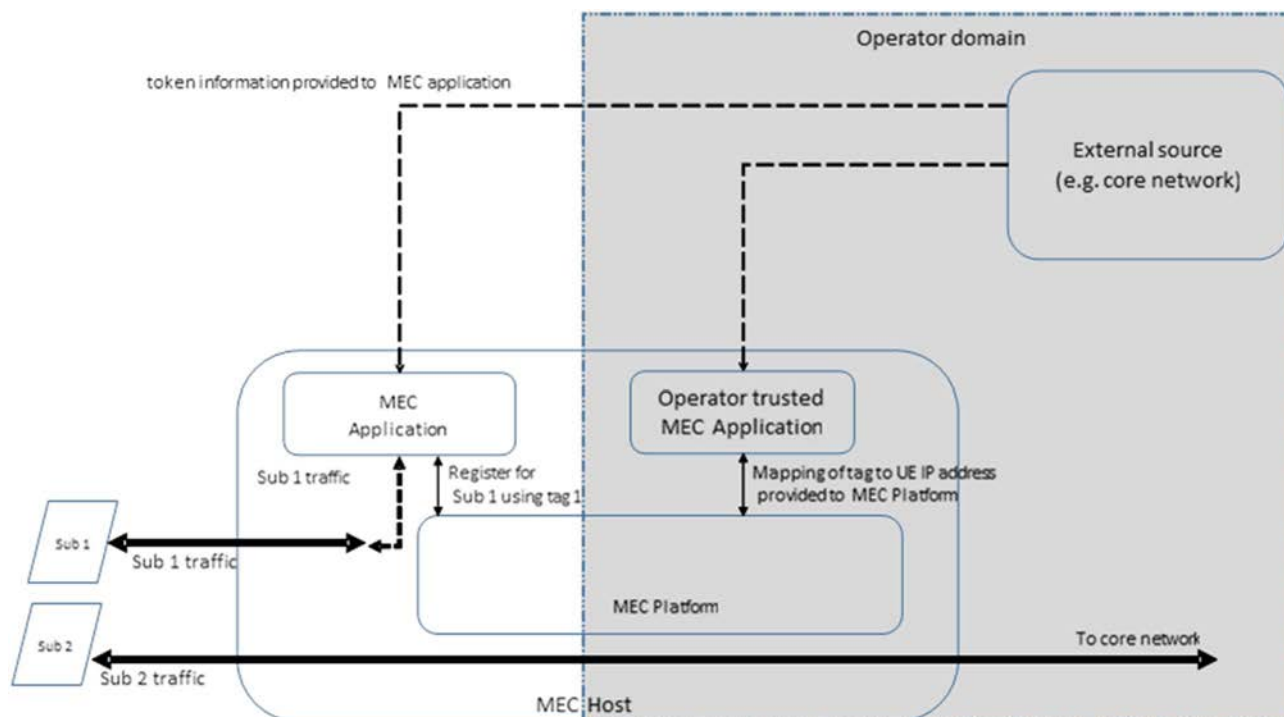 Operator domain
token information provided to MEC application
External source
(e.g. core network)
MEC
Application
Operator trusted
MEC Application
Sub 1 traffic
Register for
Sub 1 using tag 1
Mapping of tag to UE IP address
provided to MEC Platform
Sub 1
Sub 1 traffic
MEC Platform
Sub 2
To core network
Sub 2 traffic
MEC Host